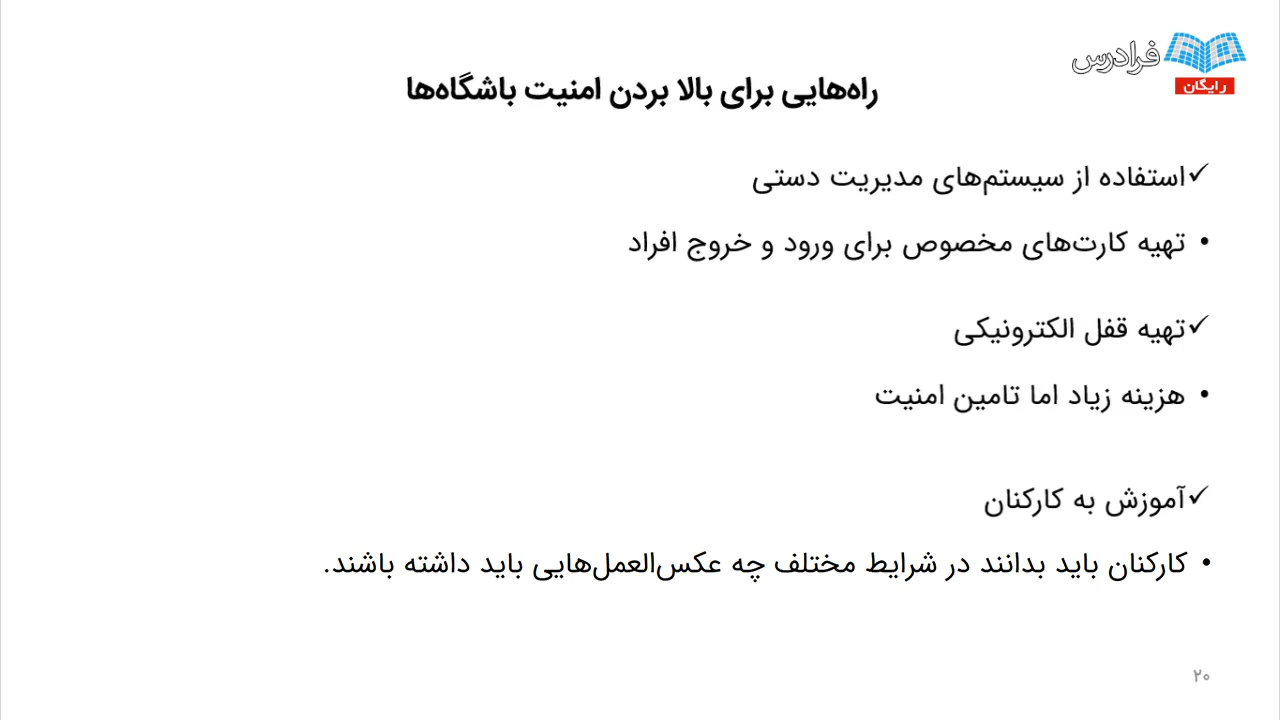 فرادرس
رایگان
راه‌هایی برای بالا بردن امنیت باشگاه‌ها
✓استفاده از سیستم‌های مدیریت دستی
• تهیه کارت‌های مخصوص برای ورود و خروج افراد
✓تهیه قفل الکترونیکی
• هزینه زیاد اما تامین امنیت
✓آموزش به کارکنان
• کارکنان باید بدانند در شرایط مختلف چه عکس‌العمل‌هایی باید داشته باشند.
۲۰